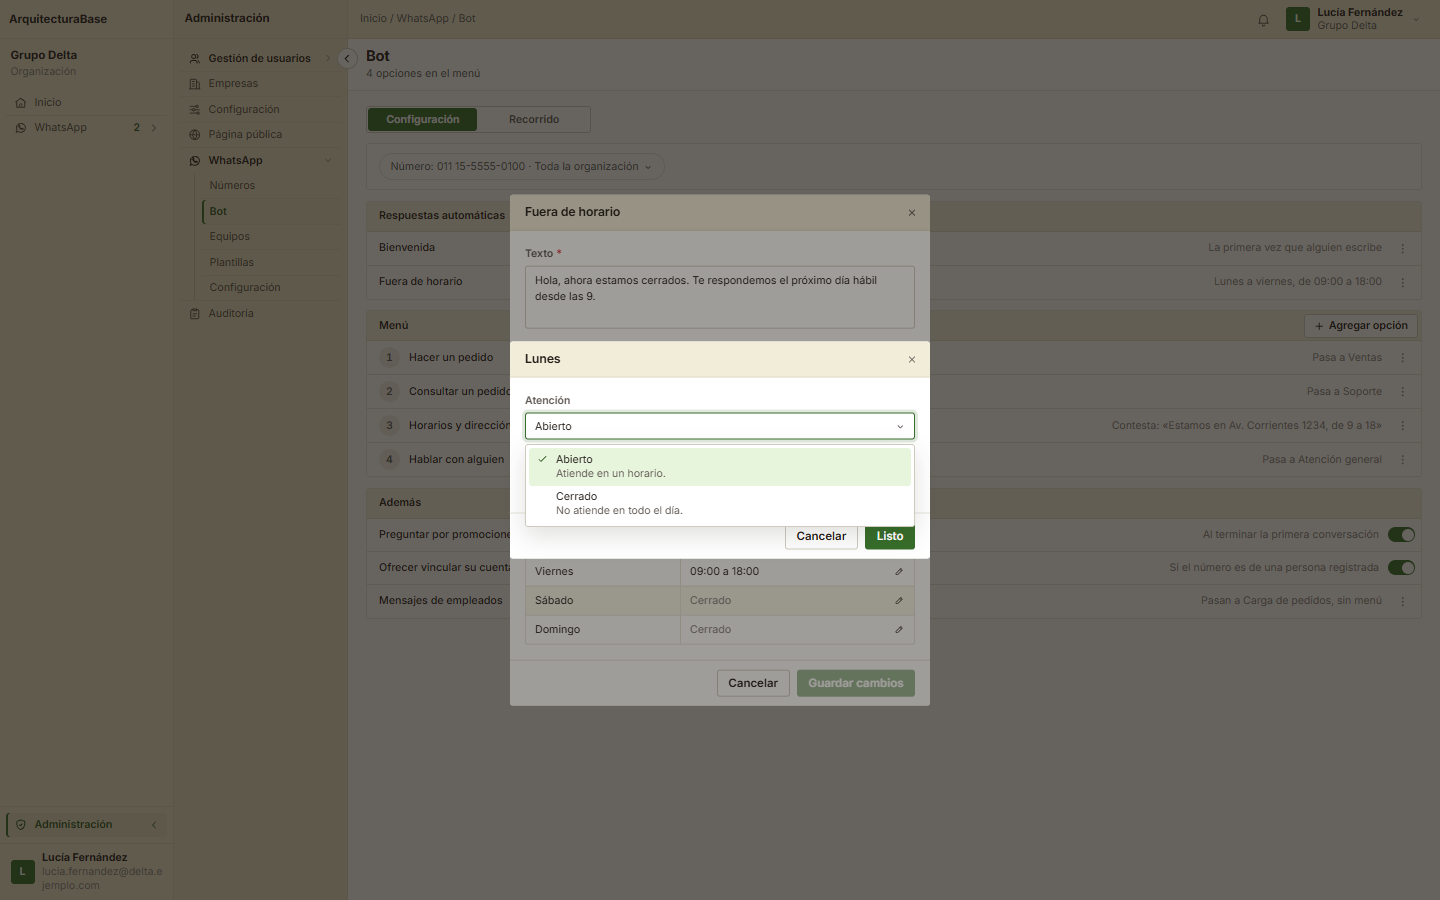 ArquitecturaBase
Grupo Delta
Organización
Inicio
WhatsApp 2
Administración
Lucía Fernández
lucia.fernandez@delta.e
jemplo.com
Administración
Gestión de usuarios
Empresas
Configuración
Página pública
WhatsApp
Números
Bot
Equipos
Plantillas
Configuración
Auditoría
Inicio / WhatsApp / Bot
L Lucía Fernández
Grupo Delta
Bot
4 opciones en el menú
Configuración Recorrido
Número: 011 15-5555-0100 · Toda la organización
Respuestas automáticas
Bienvenida La primera vez que alguien escribe
Fuera de horario Lunes a viernes, de 09:00 a 18:00
Menú + Agregar opción
1 Hacer un pedido Pasa a Ventas
2 Consultar un pedido Pasa a Soporte
3 Horarios y dirección Contesta: «Estamos en Av. Corrientes 1234, de 9 a 18»
4 Hablar con alguien Pasa a Atención general
Además
Preguntar por promocione Al terminar la primera conversación
Ofrecer vincular su cuent Si el número es de una persona registrada
Mensajes de empleados Pasan a Carga de pedidos, sin menú
Fuera de horario
Texto *
Hola, ahora estamos cerrados. Te respondemos el próximo día hábil
desde las 9.
Lunes
Atención
Abierto
Abierto
Atiende en un horario.
Cerrado
No atiende en todo el día.
Cancelar Listo
Viernes 09:00 a 18:00
Sábado Cerrado
Domingo Cerrado
Cancelar Guardar cambios
L